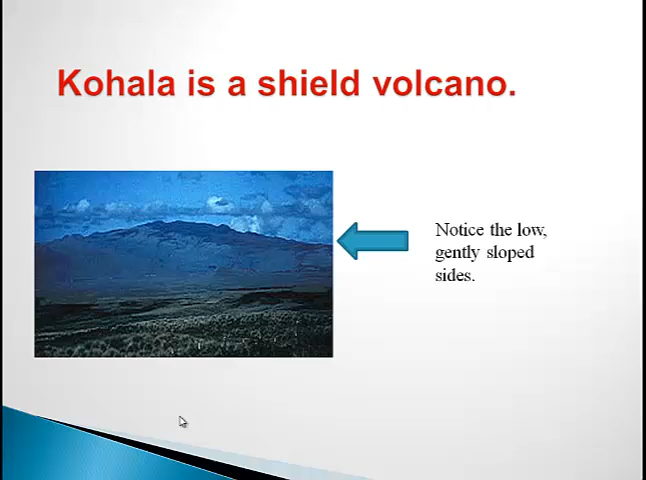 Kohala is a shield volcano.
Notice the low,
gently sloped
sides.